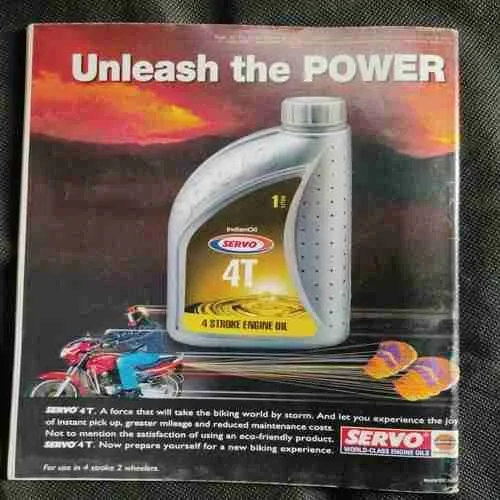 Unleash the POWER
1
LITRE
IndianOil
SERVO
4T
4 STROKE ENGINE OIL
SERVO 4T. A force that will take the biking world by storm. And let you experience the joy
of instant pick up, greater mileage and reduced maintenance costs.
Not to mention the satisfaction of using an eco-friendly product.
SERVO 4T. Now prepare yourself for a new biking experience.
SERVO
WORLD-CLASS ENGINE OILS
For use in 4 stroke 2 wheelers.